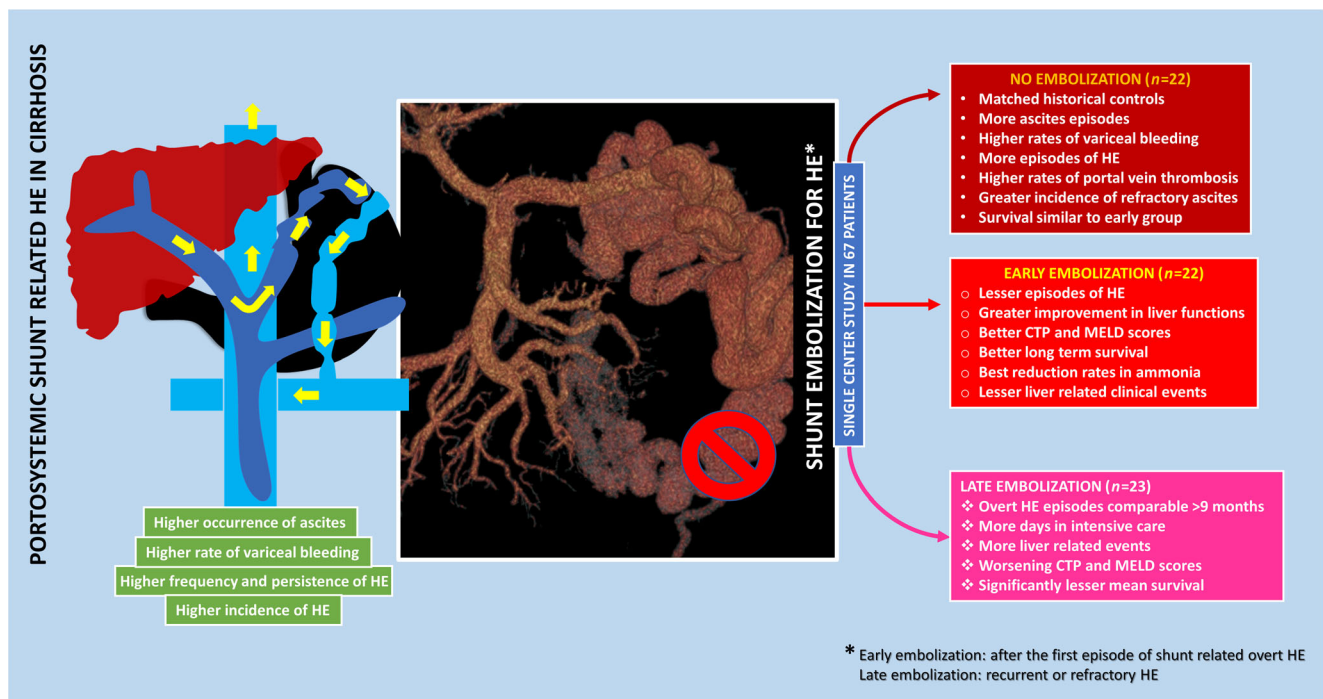 PORTOSYSTEMIC SHUNT RELATED HE IN CIRRHOSIS
Higher occurrence of ascites
Higher rate of variceal bleeding
Higher frequency and persistence of HE
Higher incidence of HE
SHUNT EMBOLIZATION FOR HE*
SINGLE CENTER STUDY IN 67 PATIENTS
NO EMBOLIZATION (n=22)
• Matched historical controls
• More ascites episodes
• Higher rates of variceal bleeding
• More episodes of HE
• Higher rates of portal vein thrombosis
• Greater incidence of refractory ascites
• Survival similar to early group
EARLY EMBOLIZATION (n=22)
○ Lesser episodes of HE
○ Greater improvement in liver functions
○ Better CTP and MELD scores
○ Better long term survival
○ Best reduction rates in ammonia
○ Lesser liver related clinical events
LATE EMBOLIZATION (n=23)
❖ Overt HE episodes comparable >9 months
❖ More days in intensive care
❖ More liver related events
❖ Worsening CTP and MELD scores
❖ Significantly lesser mean survival
* Early embolization: after the first episode of shunt related overt HE
Late embolization: recurrent or refractory HE